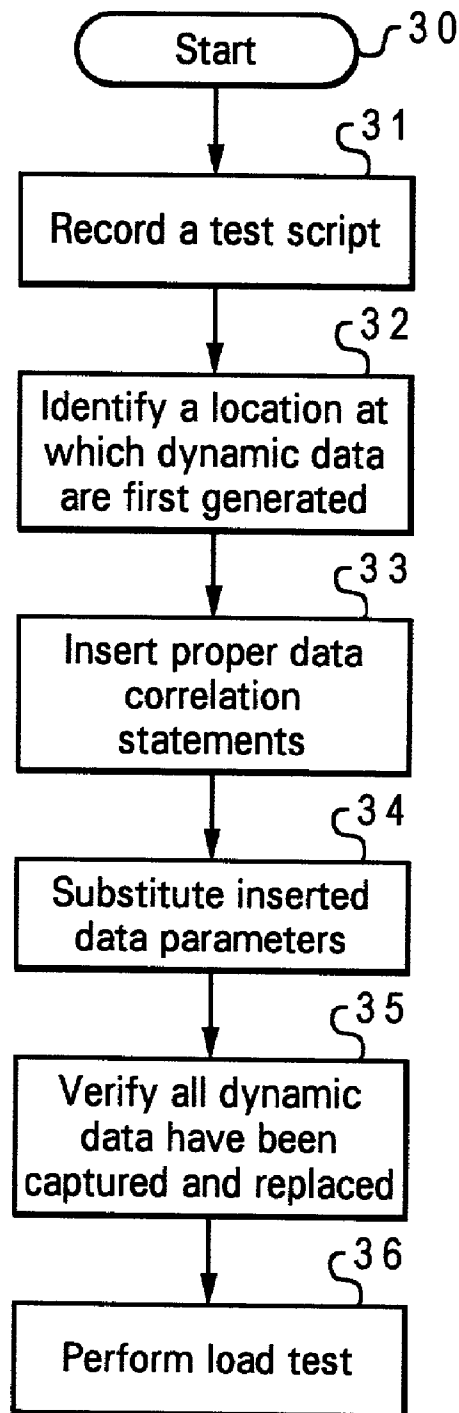 Start
30
31
Record a test script
32
Identify a location at
which dynamic data
are first generated
33
Insert proper data
correlation
statements
34
Substitute inserted
data parameters
35
Verify all dynamic
data have been
captured and replaced
36
Perform load test